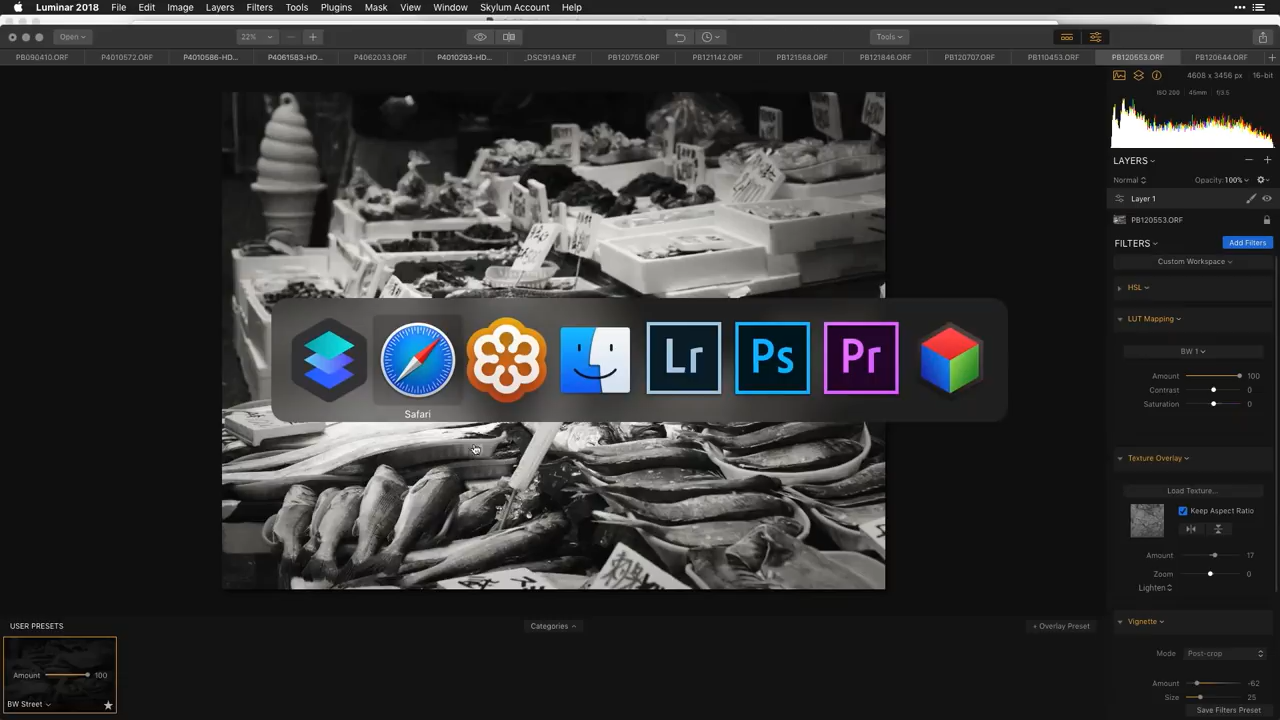 Luminar 2018 File Edit Image Layers Filters Tools Plugins Mask View Window Skylum Account Help
Open 22% Tools
PB090410.ORF P4010572.ORF P4010586-HD... P4061583-HD... P4062033.ORF P4010293-HD... _DSC9149.NEF PB120755.ORF PB121142.ORF PB121568.ORF PB121846.ORF PB120707.ORF PB110453.ORF PB120553.ORF PB120644.ORF
4608 x 3456 px 16-bit
ISO 200 45mm f/3.5
LAYERS
Normal Opacity: 100%
Layer 1
PB120553.ORF
FILTERS Add Filters
Custom Workspace
HSL
LUT Mapping
BW 1
Amount 100
Contrast 0
Saturation 0
Lr Ps Pr
Safari
Texture Overlay
Load Texture...
Keep Aspect Ratio
Amount 17
Zoom 0
Lighten
Vignette
Mode Post-crop
Amount -62
Size 25
Save Filters Preset
USER PRESETS Categories + Overlay Preset
Amount 100
BW Street